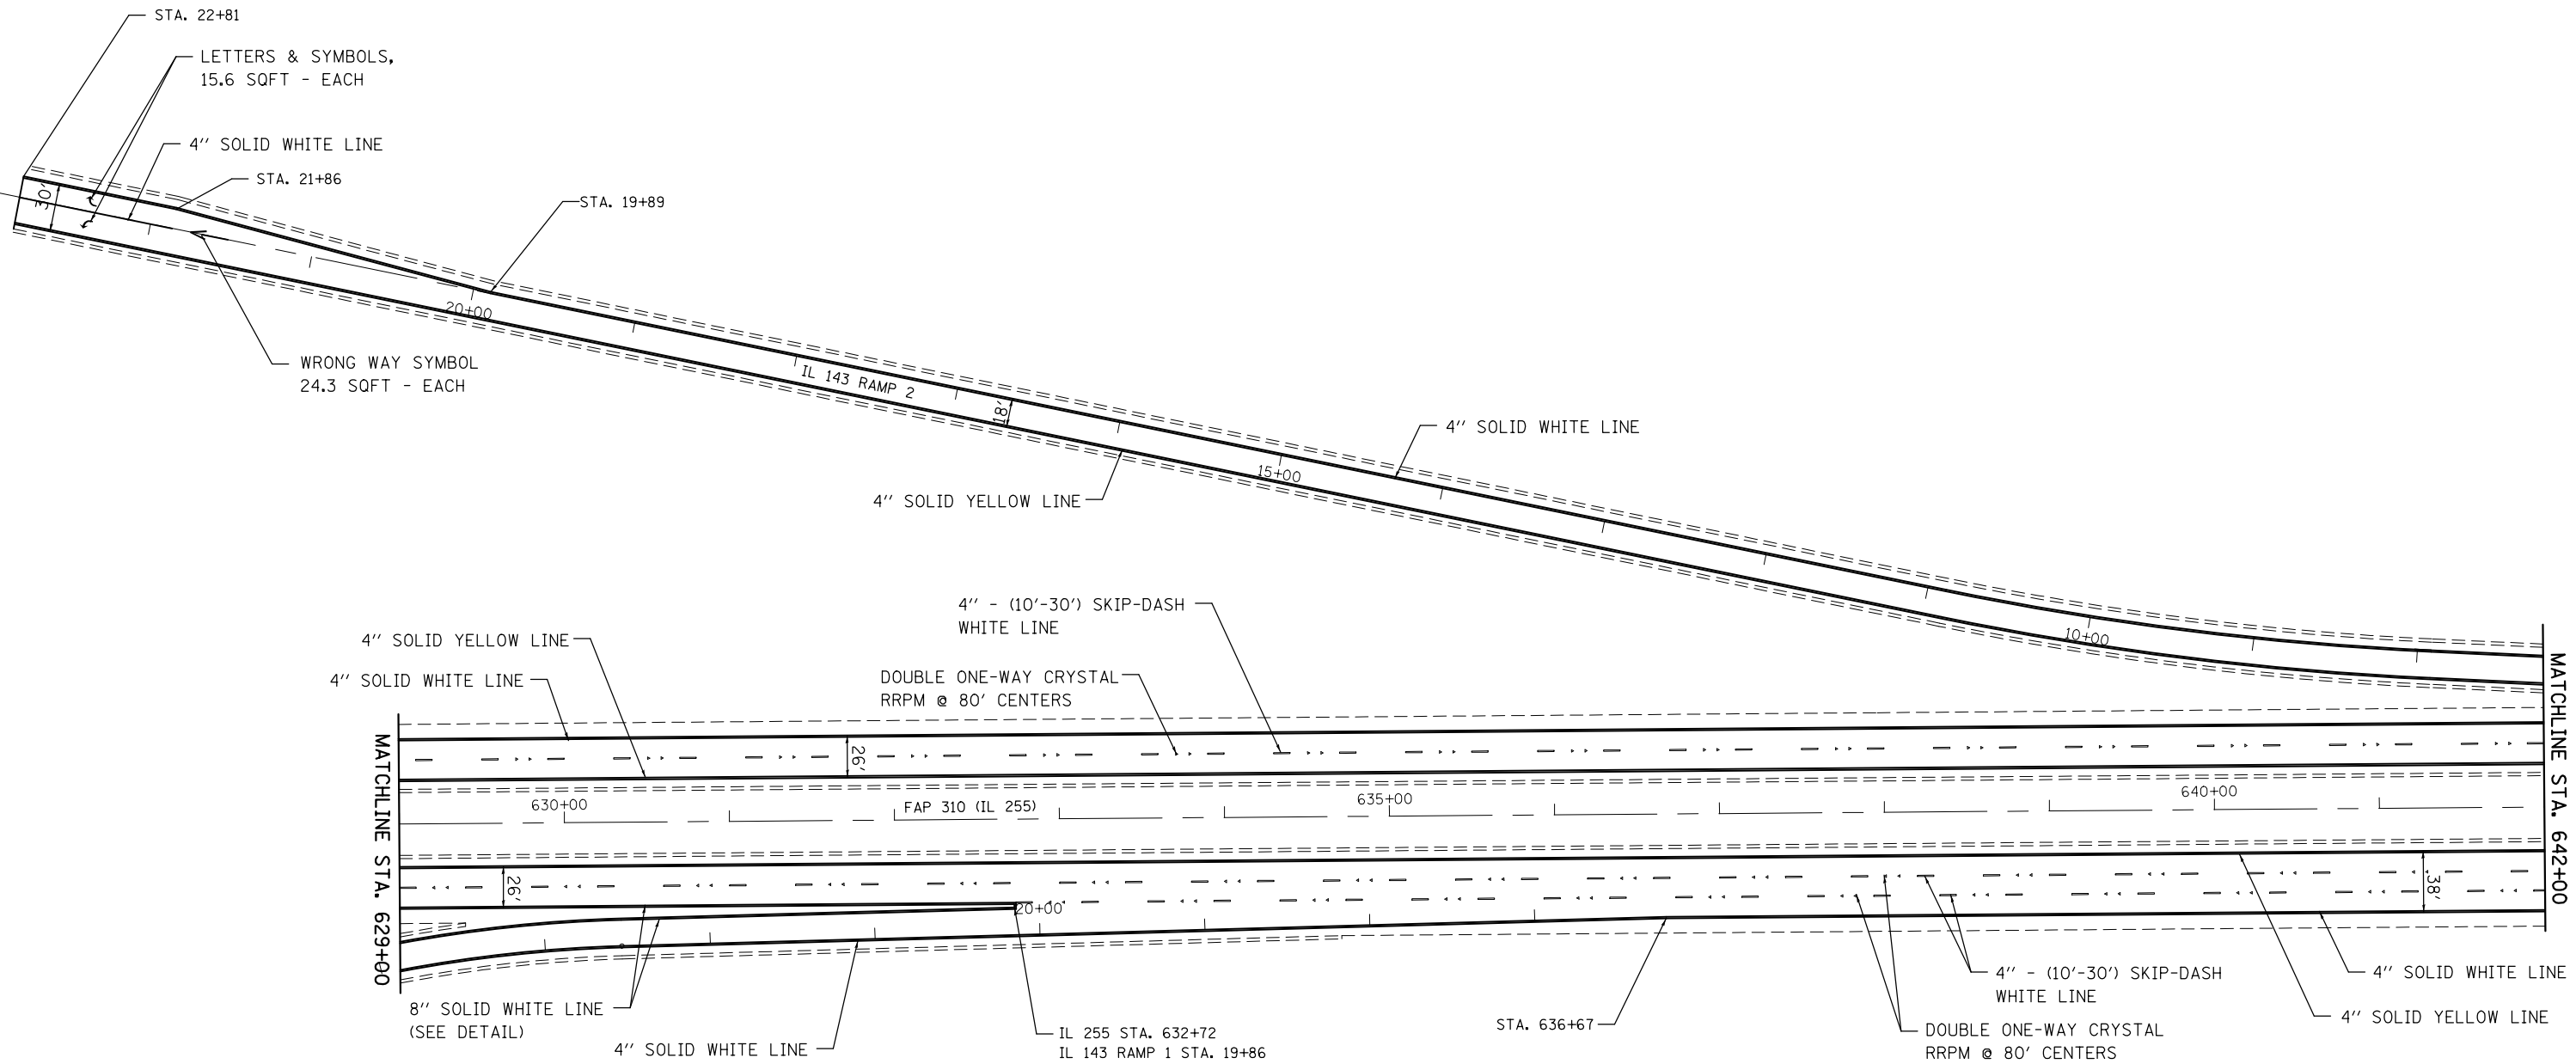 STA. 22+81
LETTERS & SYMBOLS,
15.6 SQFT - EACH
4" SOLID WHITE LINE
STA. 21+86
30'
STA. 19+89
20+00
WRONG WAY SYMBOL
24.3 SQFT - EACH
IL 143 RAMP 2
18'
4" SOLID WHITE LINE
15+00
4" SOLID YELLOW LINE
10+00
4" - (10'-30') SKIP-DASH
WHITE LINE
4" SOLID YELLOW LINE
4" SOLID WHITE LINE
DOUBLE ONE-WAY CRYSTAL
RRPM @ 80' CENTERS
MATCHLINE STA. 642+00
MATCHLINE STA. 629+00
26'
630+00
FAP 310 (IL 255)
635+00
640+00
26'
38'
20+00
8" SOLID WHITE LINE
(SEE DETAIL)
4" SOLID WHITE LINE
IL 255 STA. 632+72
IL 143 RAMP 1 STA. 19+86
STA. 636+67
4" - (10'-30') SKIP-DASH
WHITE LINE
DOUBLE ONE-WAY CRYSTAL
RRPM @ 80' CENTERS
4" SOLID WHITE LINE
4" SOLID YELLOW LINE